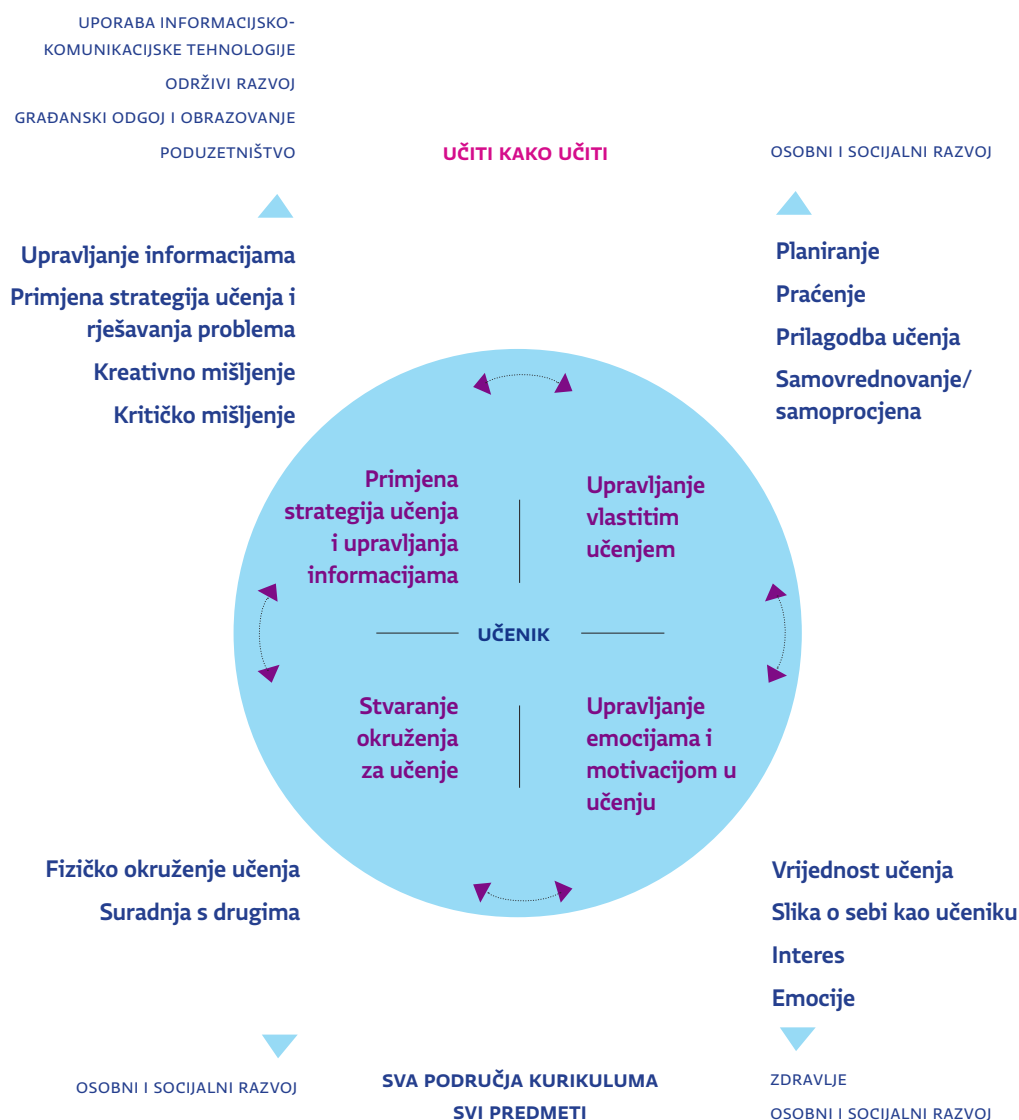 UPORABA INFORMACIJSKO-
KOMUNIKACIJSKE TEHNOLOGIJE
ODRŽIVI RAZVOJ
GRAĐANSKI ODGOJ I OBRAZOVANJE
PODUZETNIŠTVO
UČITI KAKO UČITI
OSOBNI I SOCIJALNI RAZVOJ
Upravljanje informacijama
Primjena strategija učenja i
rješavanja problema
Kreativno mišljenje
Kritičko mišljenje
Planiranje
Praćenje
Prilagodba učenja
Samovrednovanje/
samoprocjena
Primjena
strategija učenja
i upravljanja
informacijama
Upravljanje
vlastitim
učenjem
UČENIK
Stvaranje
okruženja
za učenje
Upravljanje
emocijama i
motivacijom u
učenju
Fizičko okruženje učenja
Suradnja s drugima
Vrijednost učenja
Slika o sebi kao učeniku
Interes
Emocije
OSOBNI I SOCIJALNI RAZVOJ
SVA PODRUČJA KURIKULUMA
SVI PREDMETI
ZDRAVLJE
OSOBNI I SOCIJALNI RAZVOJ